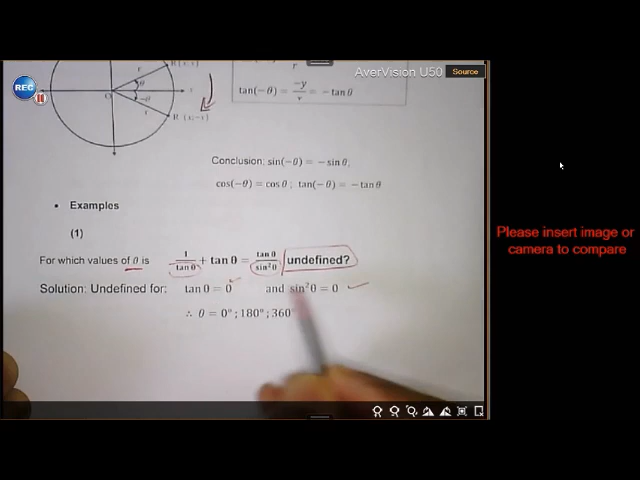 AverVision U50
Source
REC
r
θ
O
-θ
r
r
tan(−θ) = −y/x = − tan θ
Conclusion: sin(−θ) = − sin θ;
cos(−θ) = cos θ ; tan(−θ) = − tan θ
• Examples
(1)
For which values of θ is 1/tan θ + tan θ = tan θ/sin²θ undefined?
Solution: Undefined for: tan θ = 0 and sin²θ = 0
∴ θ = 0° ; 180° ; 360°
Please insert image or
camera to compare